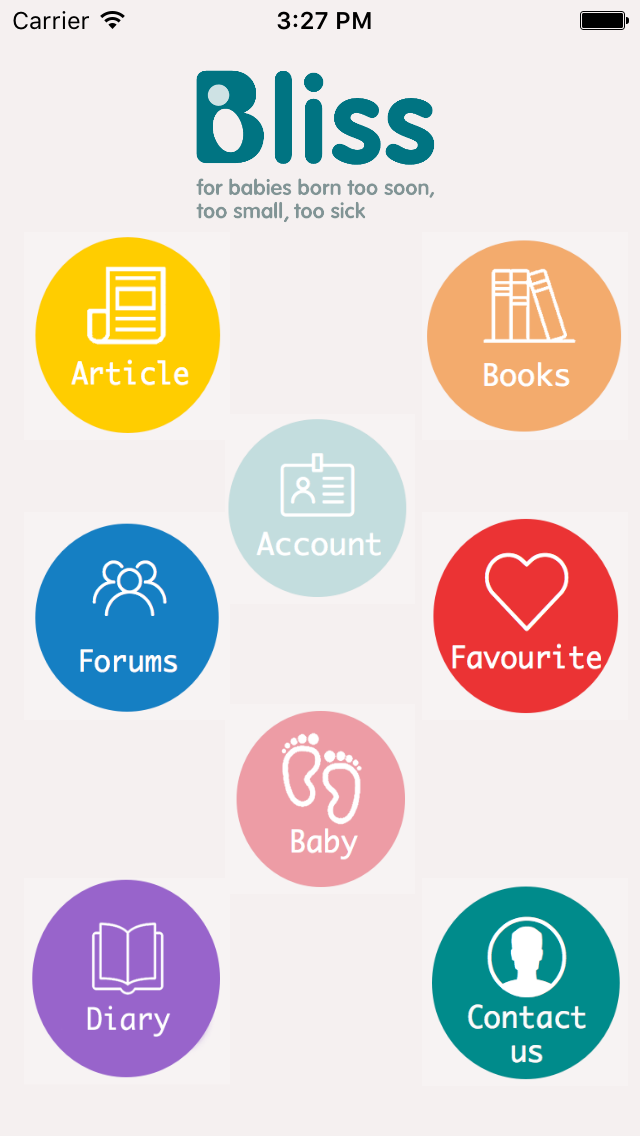 Carrier 3:27 PM
Bliss
for babies born too soon,
too small, too sick
Article
Books
Account
Forums
Favourite
Baby
Diary
Contact
us